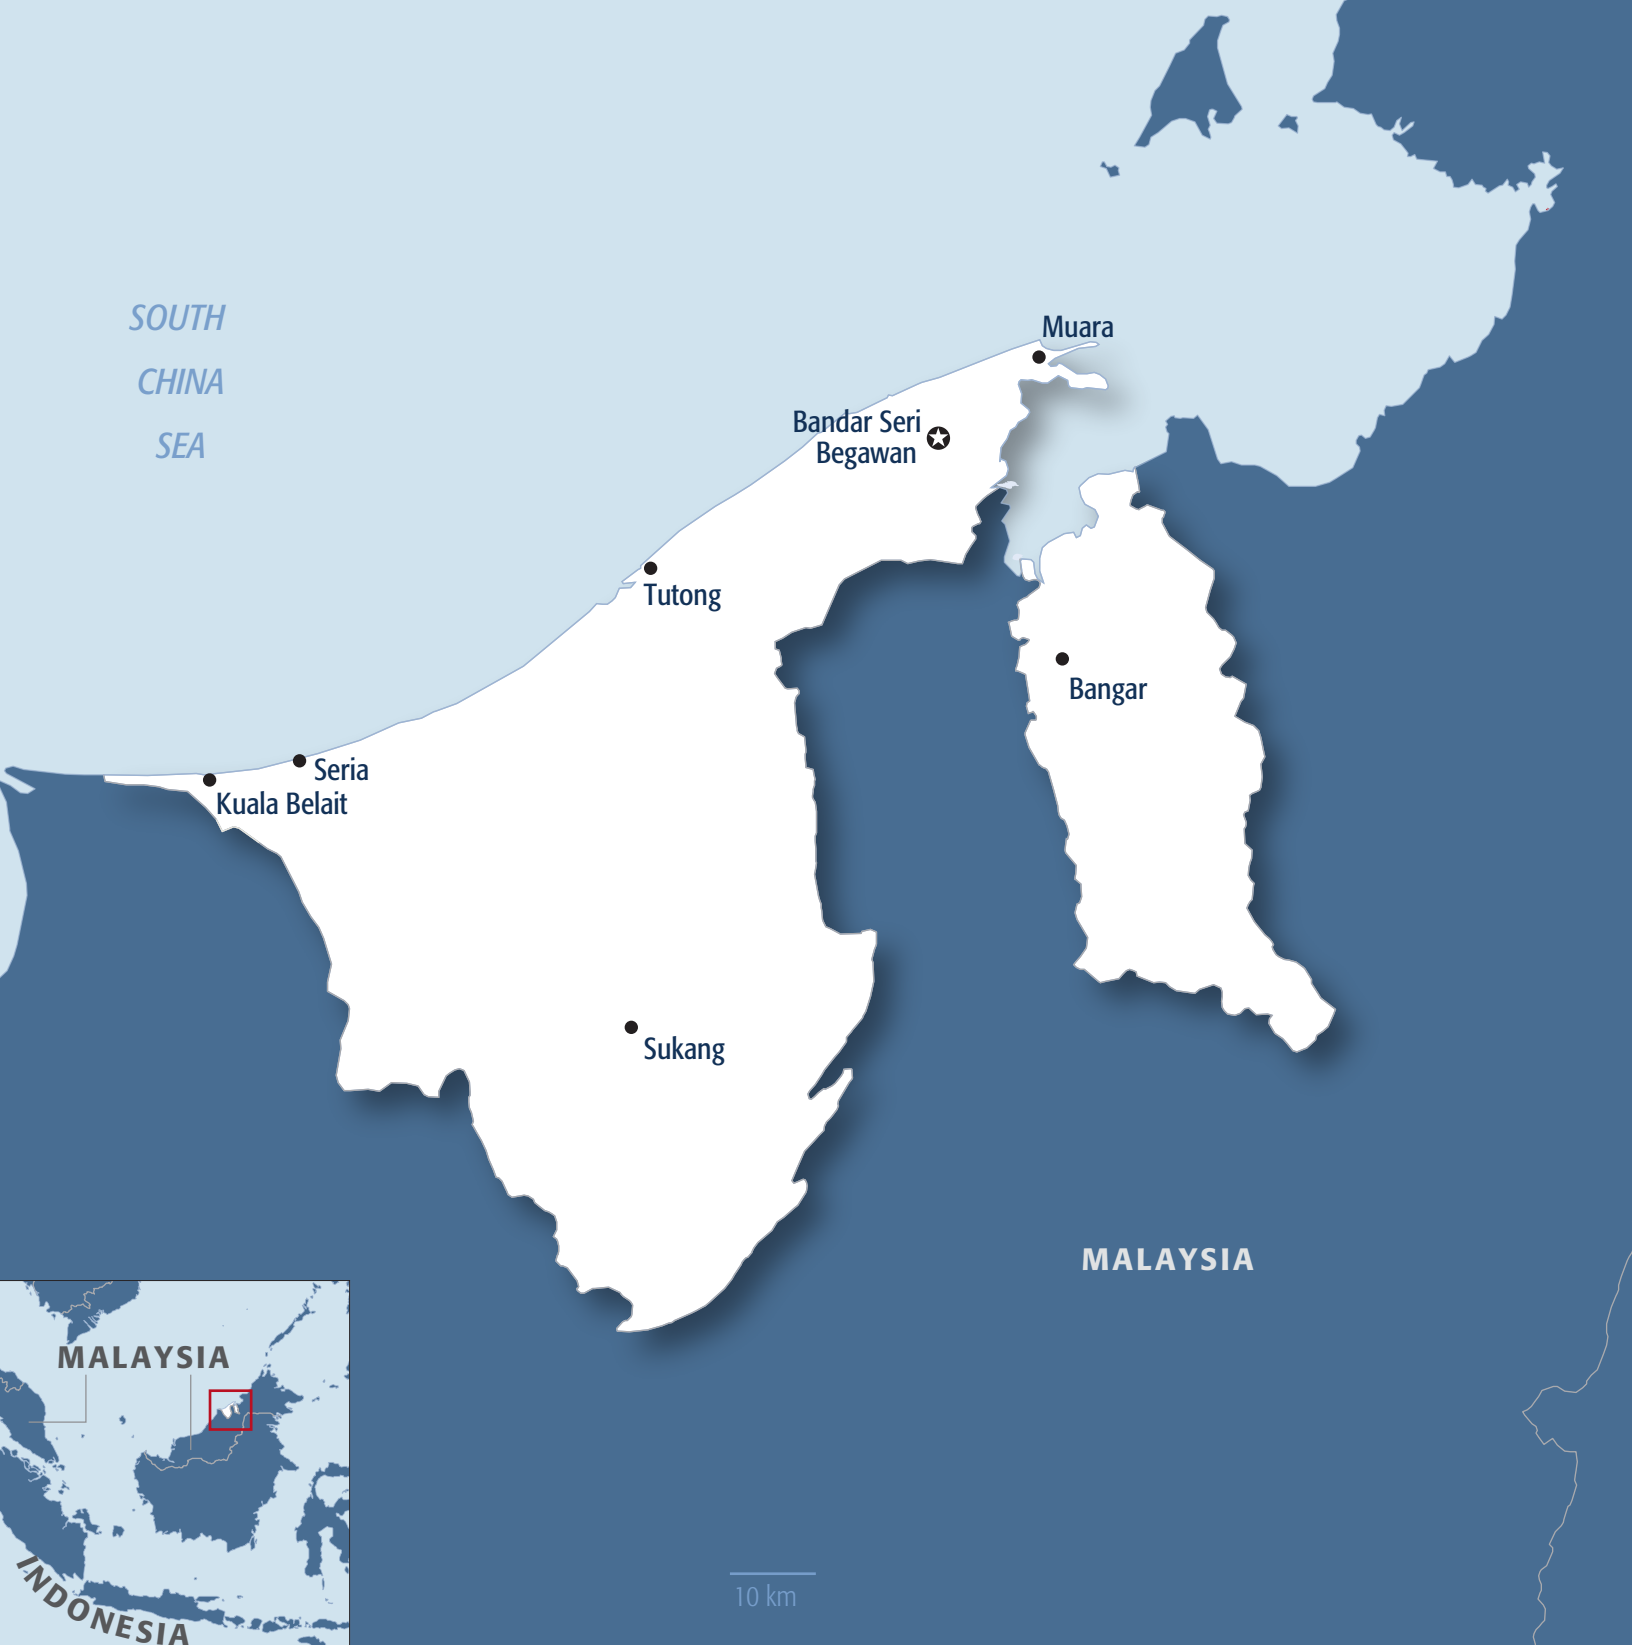 SOUTH
CHINA
SEA
Muara
Bandar Seri
Begawan
Tutong
Bangar
Seria
Kuala Belait
Sukang
MALAYSIA
MALAYSIA
INDONESIA
10 km